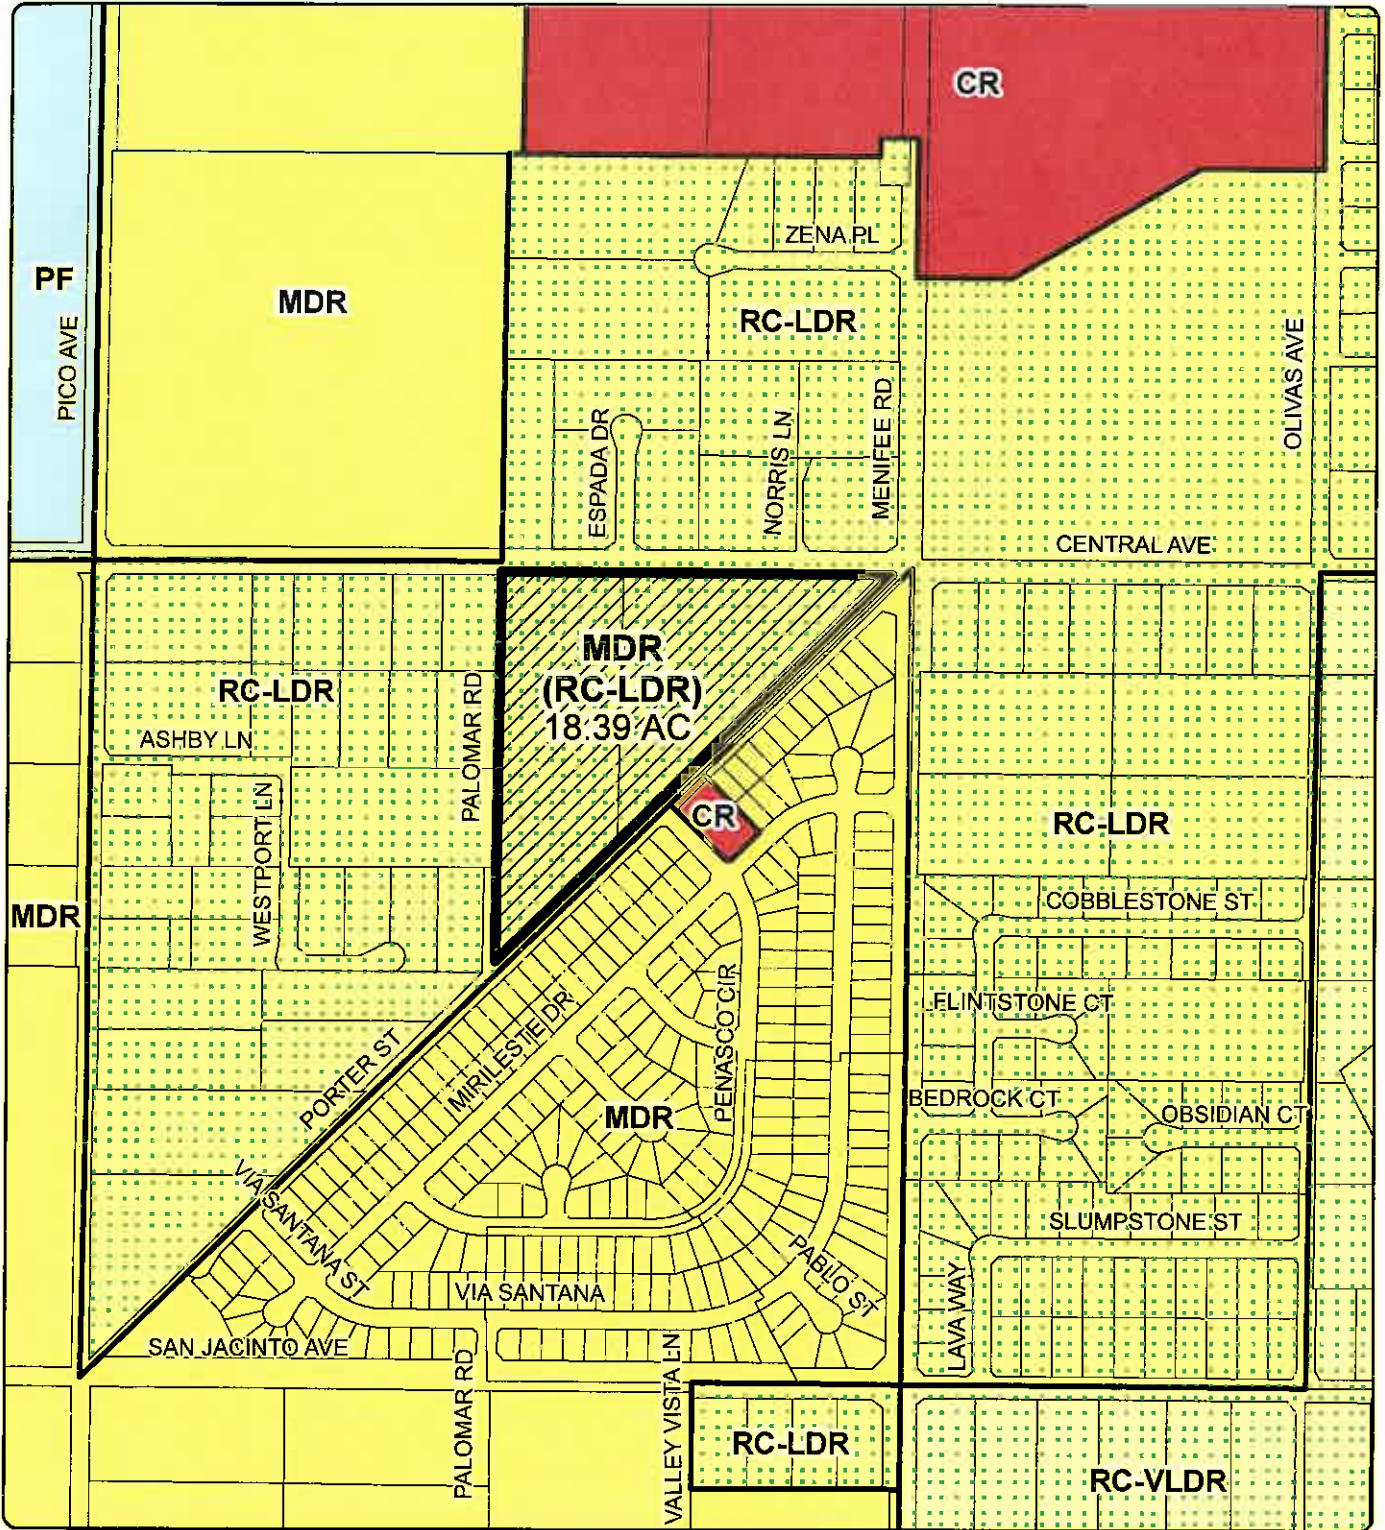 CR
ZENA PL
PF
MDR
RC-LDR
PICO AVE
OLIVAS AVE
ESPADA DR
NORRIS LN
MENIFEE RD
CENTRAL AVE
MDR
(RC-LDR)
18.39 AC
RC-LDR
PALOMAR RD
ASHBY LN
WESTPORT LN
CR
RC-LDR
COBBLESTONE ST
MDR
FLINTSTONE CT
PENASCO CIR
MIRILESTE DR
PORTER ST
BEDROCK CT
OBSIDIAN CT
MDR
VIA SANTANA ST
SLUMPSTONE ST
PABLO ST
VIA SANTANA
LAVA WAY
SAN JACINTO AVE
PALOMAR RD
VALLEY VISTA LN
RC-LDR
RC-VLDR